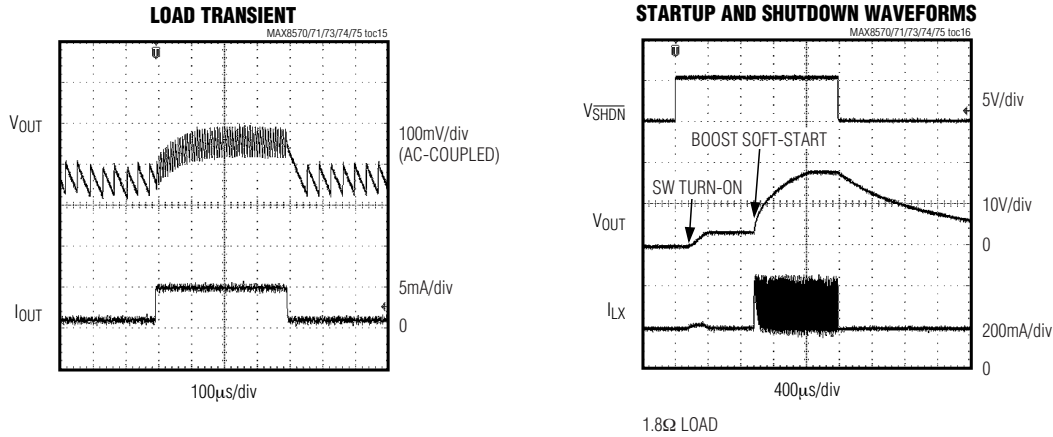 LOAD TRANSIENT
MAX8570/71/73/74/75 toc15
VOUT
100mV/div
(AC-COUPLED)
IOUT
5mA/div
0
100μs/div
STARTUP AND SHUTDOWN WAVEFORMS
MAX8570/71/73/74/75 toc16
VSHDN
5V/div
BOOST SOFT-START
SW TURN-ON
VOUT
10V/div
0
ILX
200mA/div
0
400μs/div
1.8Ω LOAD